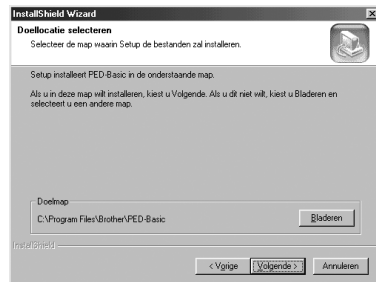 InstallShield Wizard
Doellocatie selecteren
Selecteer de map waarin Setup de bestanden zal installeren.
Setup installeert PED-Basic in de onderstaande map.
Als u in deze map wilt installeren, kiest u Volgende. Als u dit niet wilt, kiest u Bladeren en
selecteert u een andere map.
Doelmap
C:\Program Files\Brother\PED-Basic
Bladeren
InstallShield
< Vorige
Volgende >
Annuleren